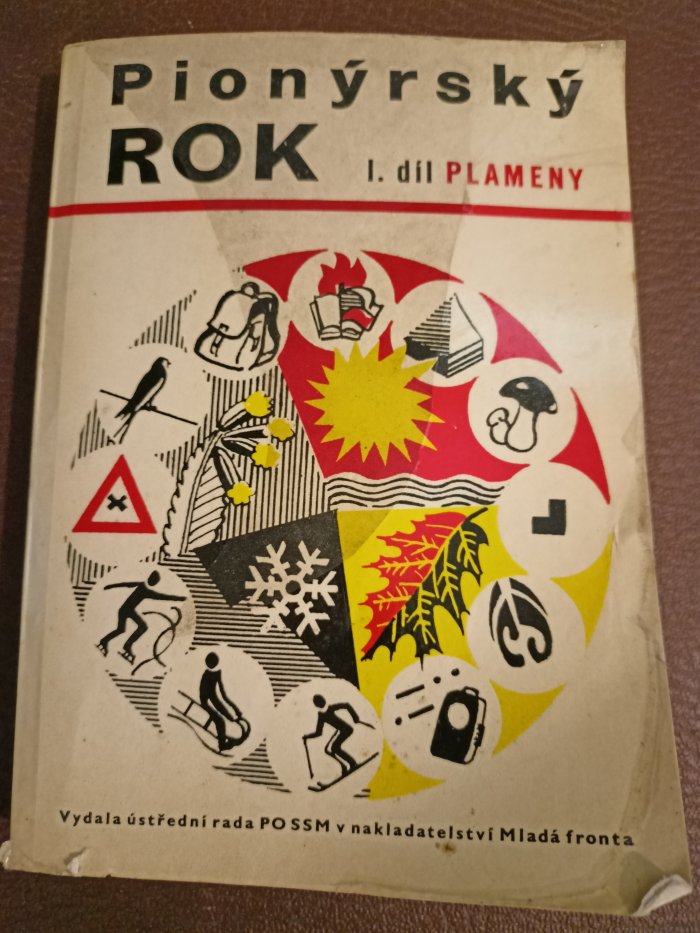 Pionýrský
ROK I. díl PLAMENY
Vydala ústřední rada PO SSM v nakladatelství Mladá fronta